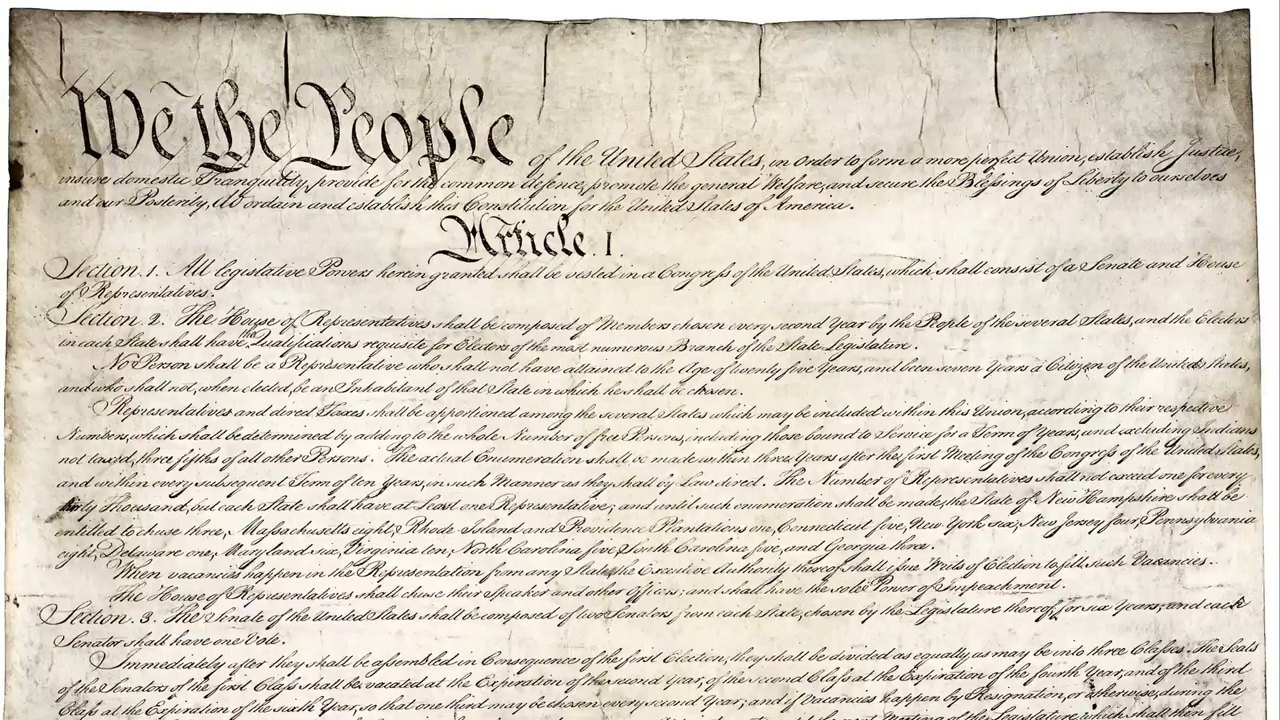 We the People of the United States, in Order to form a more perfect Union, establish Justice,
insure domestic Tranquility, provide for the common defence, promote the general Welfare, and secure the Blessings of Liberty to ourselves
and our Posterity, do ordain and establish this Constitution for the United States of America.
Article. I.
Section. 1. All legislative Powers herein granted shall be vested in a Congress of the United States, which shall consist of a Senate and House
of Representatives.
Section. 2. The House of Representatives shall be composed of Members chosen every second Year by the People of the several States, and the Electors
in each State shall have the Qualifications requisite for Electors of the most numerous Branch of the State Legislature.
No Person shall be a Representative who shall not have attained to the Age of twenty five Years, and been seven Years a Citizen of the United States,
and who shall not, when elected, be an Inhabitant of that State in which he shall be chosen.
Representatives and direct Taxes shall be apportioned among the several States which may be included within this Union, according to their respective
Numbers, which shall be determined by adding to the whole Number of free Persons, including those bound to Service for a Term of Years, and excluding Indians
not taxed, three fifths of all other Persons. The actual Enumeration shall be made within three Years after the first Meeting of the Congress of the United States,
and within every subsequent Term of ten Years, in such Manner as they shall by Law direct. The Number of Representatives shall not exceed one for every
thirty Thousand, but each State shall have at Least one Representative; and until such enumeration shall be made, the State of New Hampshire shall be
entitled to chuse three, Massachusetts eight, Rhode Island and Providence Plantations one, Connecticut five, New York six, New Jersey four, Pennsylvania
eight, Delaware one, Maryland six, Virginia ten, North Carolina five, South Carolina five, and Georgia three.
When vacancies happen in the Representation from any State, the Executive Authority thereof shall issue Writs of Election to fill such Vacancies.
The House of Representatives shall chuse their Speaker and other Officers; and shall have the sole Power of Impeachment.
Section. 3. The Senate of the United States shall be composed of two Senators from each State, chosen by the Legislature thereof, for six Years; and each
Senator shall have one Vote.
Immediately after they shall be assembled in Consequence of the first Election, they shall be divided as equally as may be into three Classes. The Seats
of the Senators of the first Class shall be vacated at the Expiration of the second Year, of the second Class at the Expiration of the fourth Year, and of the third
Class at the Expiration of the sixth Year, so that one third may be chosen every second Year; and if Vacancies happen by Resignation, or otherwise, during the
Meeting of the Legislature, which shall then fill